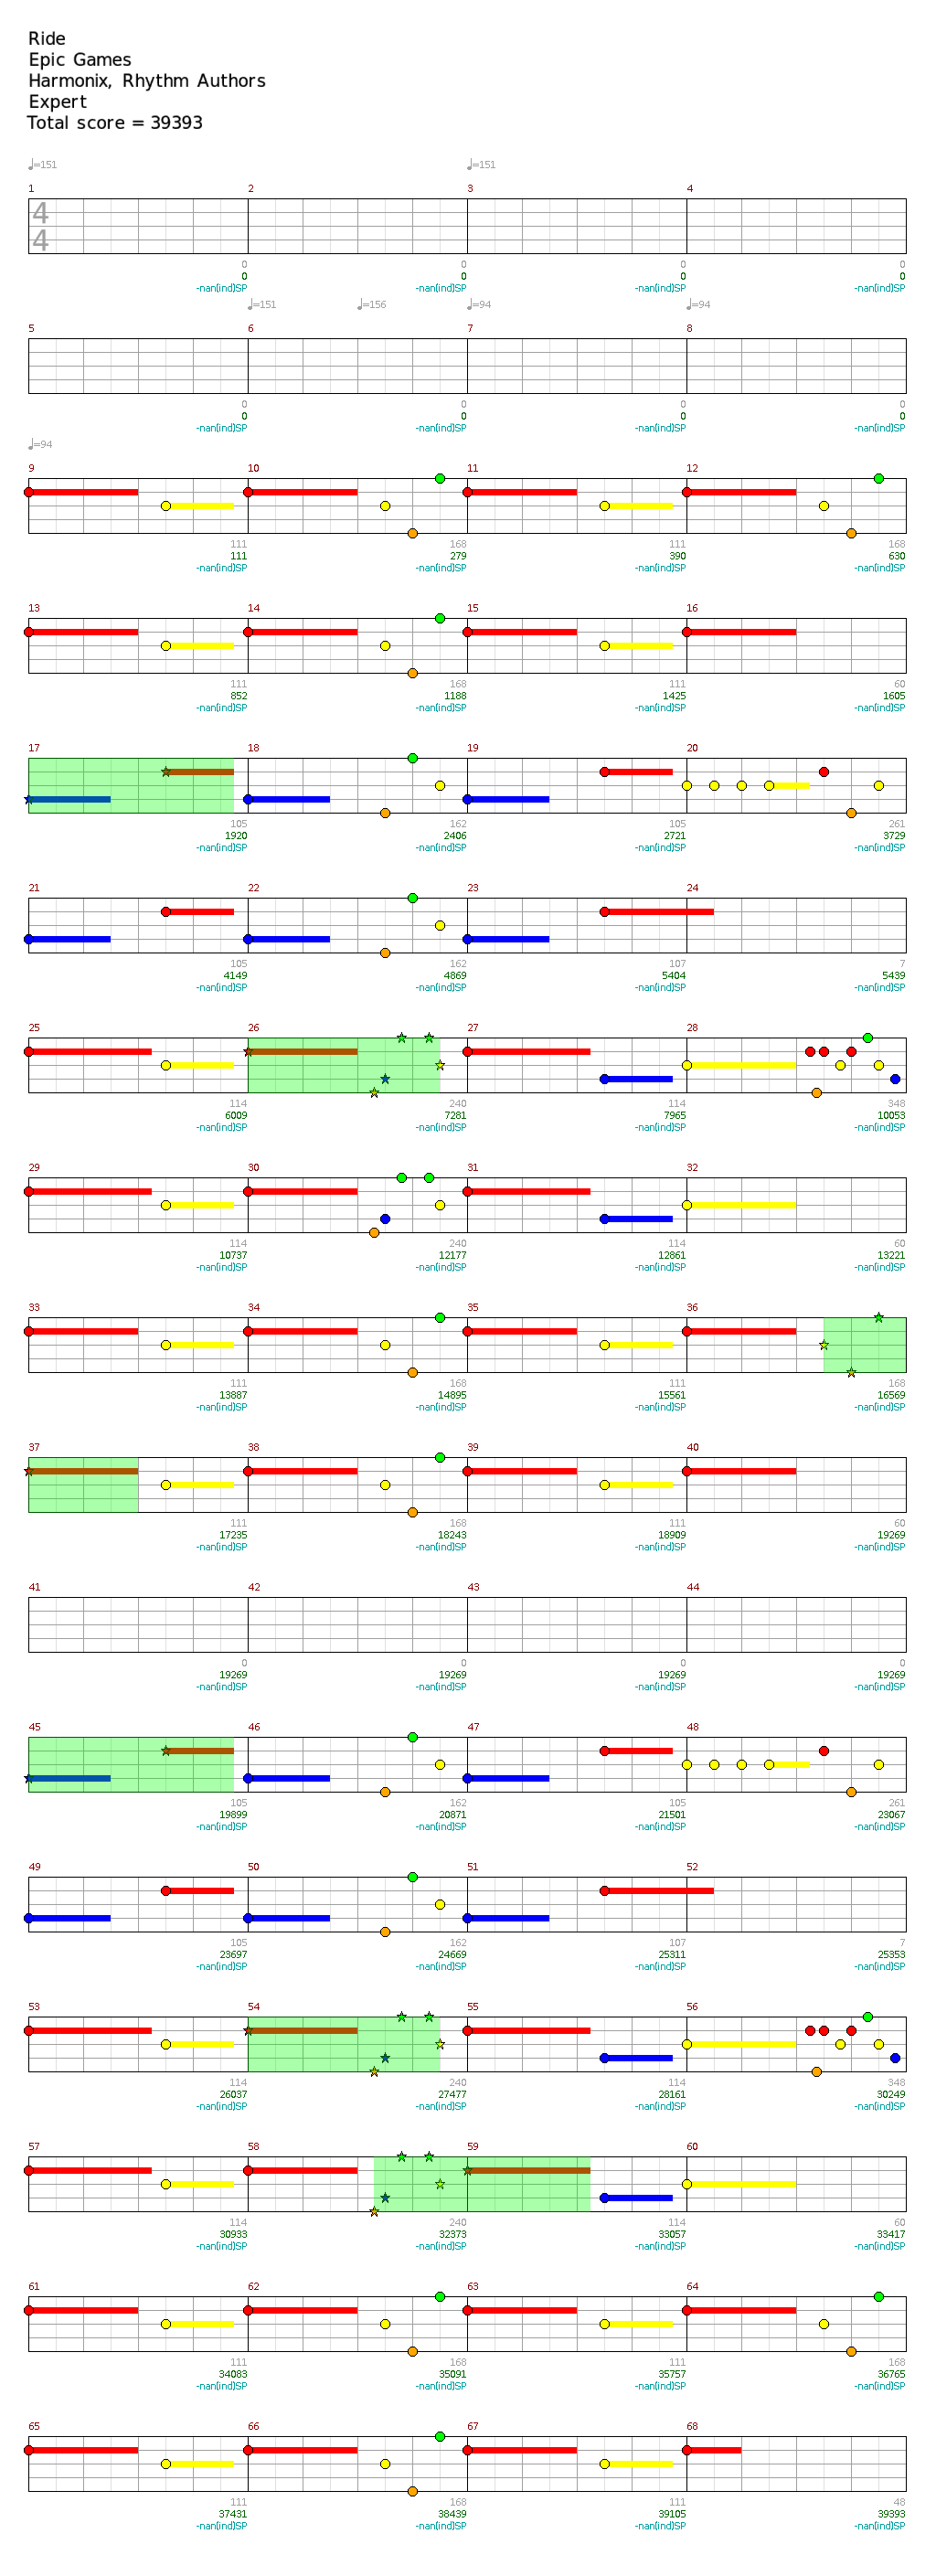 Ride
Epic Games
Harmonix, Rhythm Authors
Expert
Total score = 39393
♩=151 ♩=151
1 2 3 4
4
4
0 0 0 0
0 0 0 0
-nan(ind)SP -nan(ind)SP -nan(ind)SP -nan(ind)SP
♩=151 ♩=156 ♩=94 ♩=94
5 6 7 8
0 0 0 0
0 0 0 0
-nan(ind)SP -nan(ind)SP -nan(ind)SP -nan(ind)SP
♩=94
9 10 11 12
111 168 111 168
111 279 390 630
-nan(ind)SP -nan(ind)SP -nan(ind)SP -nan(ind)SP
13 14 15 16
111 168 111 60
852 1188 1425 1605
-nan(ind)SP -nan(ind)SP -nan(ind)SP -nan(ind)SP
17 18 19 20
105 162 105 261
1920 2406 2721 3729
-nan(ind)SP -nan(ind)SP -nan(ind)SP -nan(ind)SP
21 22 23 24
105 162 107 7
4149 4869 5404 5439
-nan(ind)SP -nan(ind)SP -nan(ind)SP -nan(ind)SP
25 26 27 28
114 240 114 348
6009 7281 7965 10053
-nan(ind)SP -nan(ind)SP -nan(ind)SP -nan(ind)SP
29 30 31 32
114 240 114 60
10737 12177 12861 13221
-nan(ind)SP -nan(ind)SP -nan(ind)SP -nan(ind)SP
33 34 35 36
111 168 111 168
13887 14895 15561 16569
-nan(ind)SP -nan(ind)SP -nan(ind)SP -nan(ind)SP
37 38 39 40
111 168 111 60
17235 18243 18909 19269
-nan(ind)SP -nan(ind)SP -nan(ind)SP -nan(ind)SP
41 42 43 44
0 0 0 0
19269 19269 19269 19269
-nan(ind)SP -nan(ind)SP -nan(ind)SP -nan(ind)SP
45 46 47 48
105 162 105 261
19899 20871 21501 23067
-nan(ind)SP -nan(ind)SP -nan(ind)SP -nan(ind)SP
49 50 51 52
105 162 107 7
23697 24669 25311 25353
-nan(ind)SP -nan(ind)SP -nan(ind)SP -nan(ind)SP
53 54 55 56
114 240 114 348
26037 27477 28161 30249
-nan(ind)SP -nan(ind)SP -nan(ind)SP -nan(ind)SP
57 58 59 60
114 240 114 60
30933 32373 33057 33417
-nan(ind)SP -nan(ind)SP -nan(ind)SP -nan(ind)SP
61 62 63 64
111 168 111 168
34083 35091 35757 36765
-nan(ind)SP -nan(ind)SP -nan(ind)SP -nan(ind)SP
65 66 67 68
111 168 111 48
37431 38439 39105 39393
-nan(ind)SP -nan(ind)SP -nan(ind)SP -nan(ind)SP